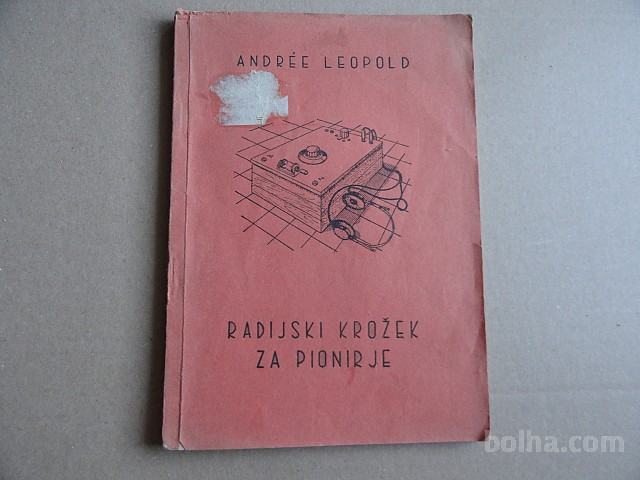 ANDRÉE LEOPOLD
RADIJSKI KROŽEK
ZA PIONIRJE
bolha.com